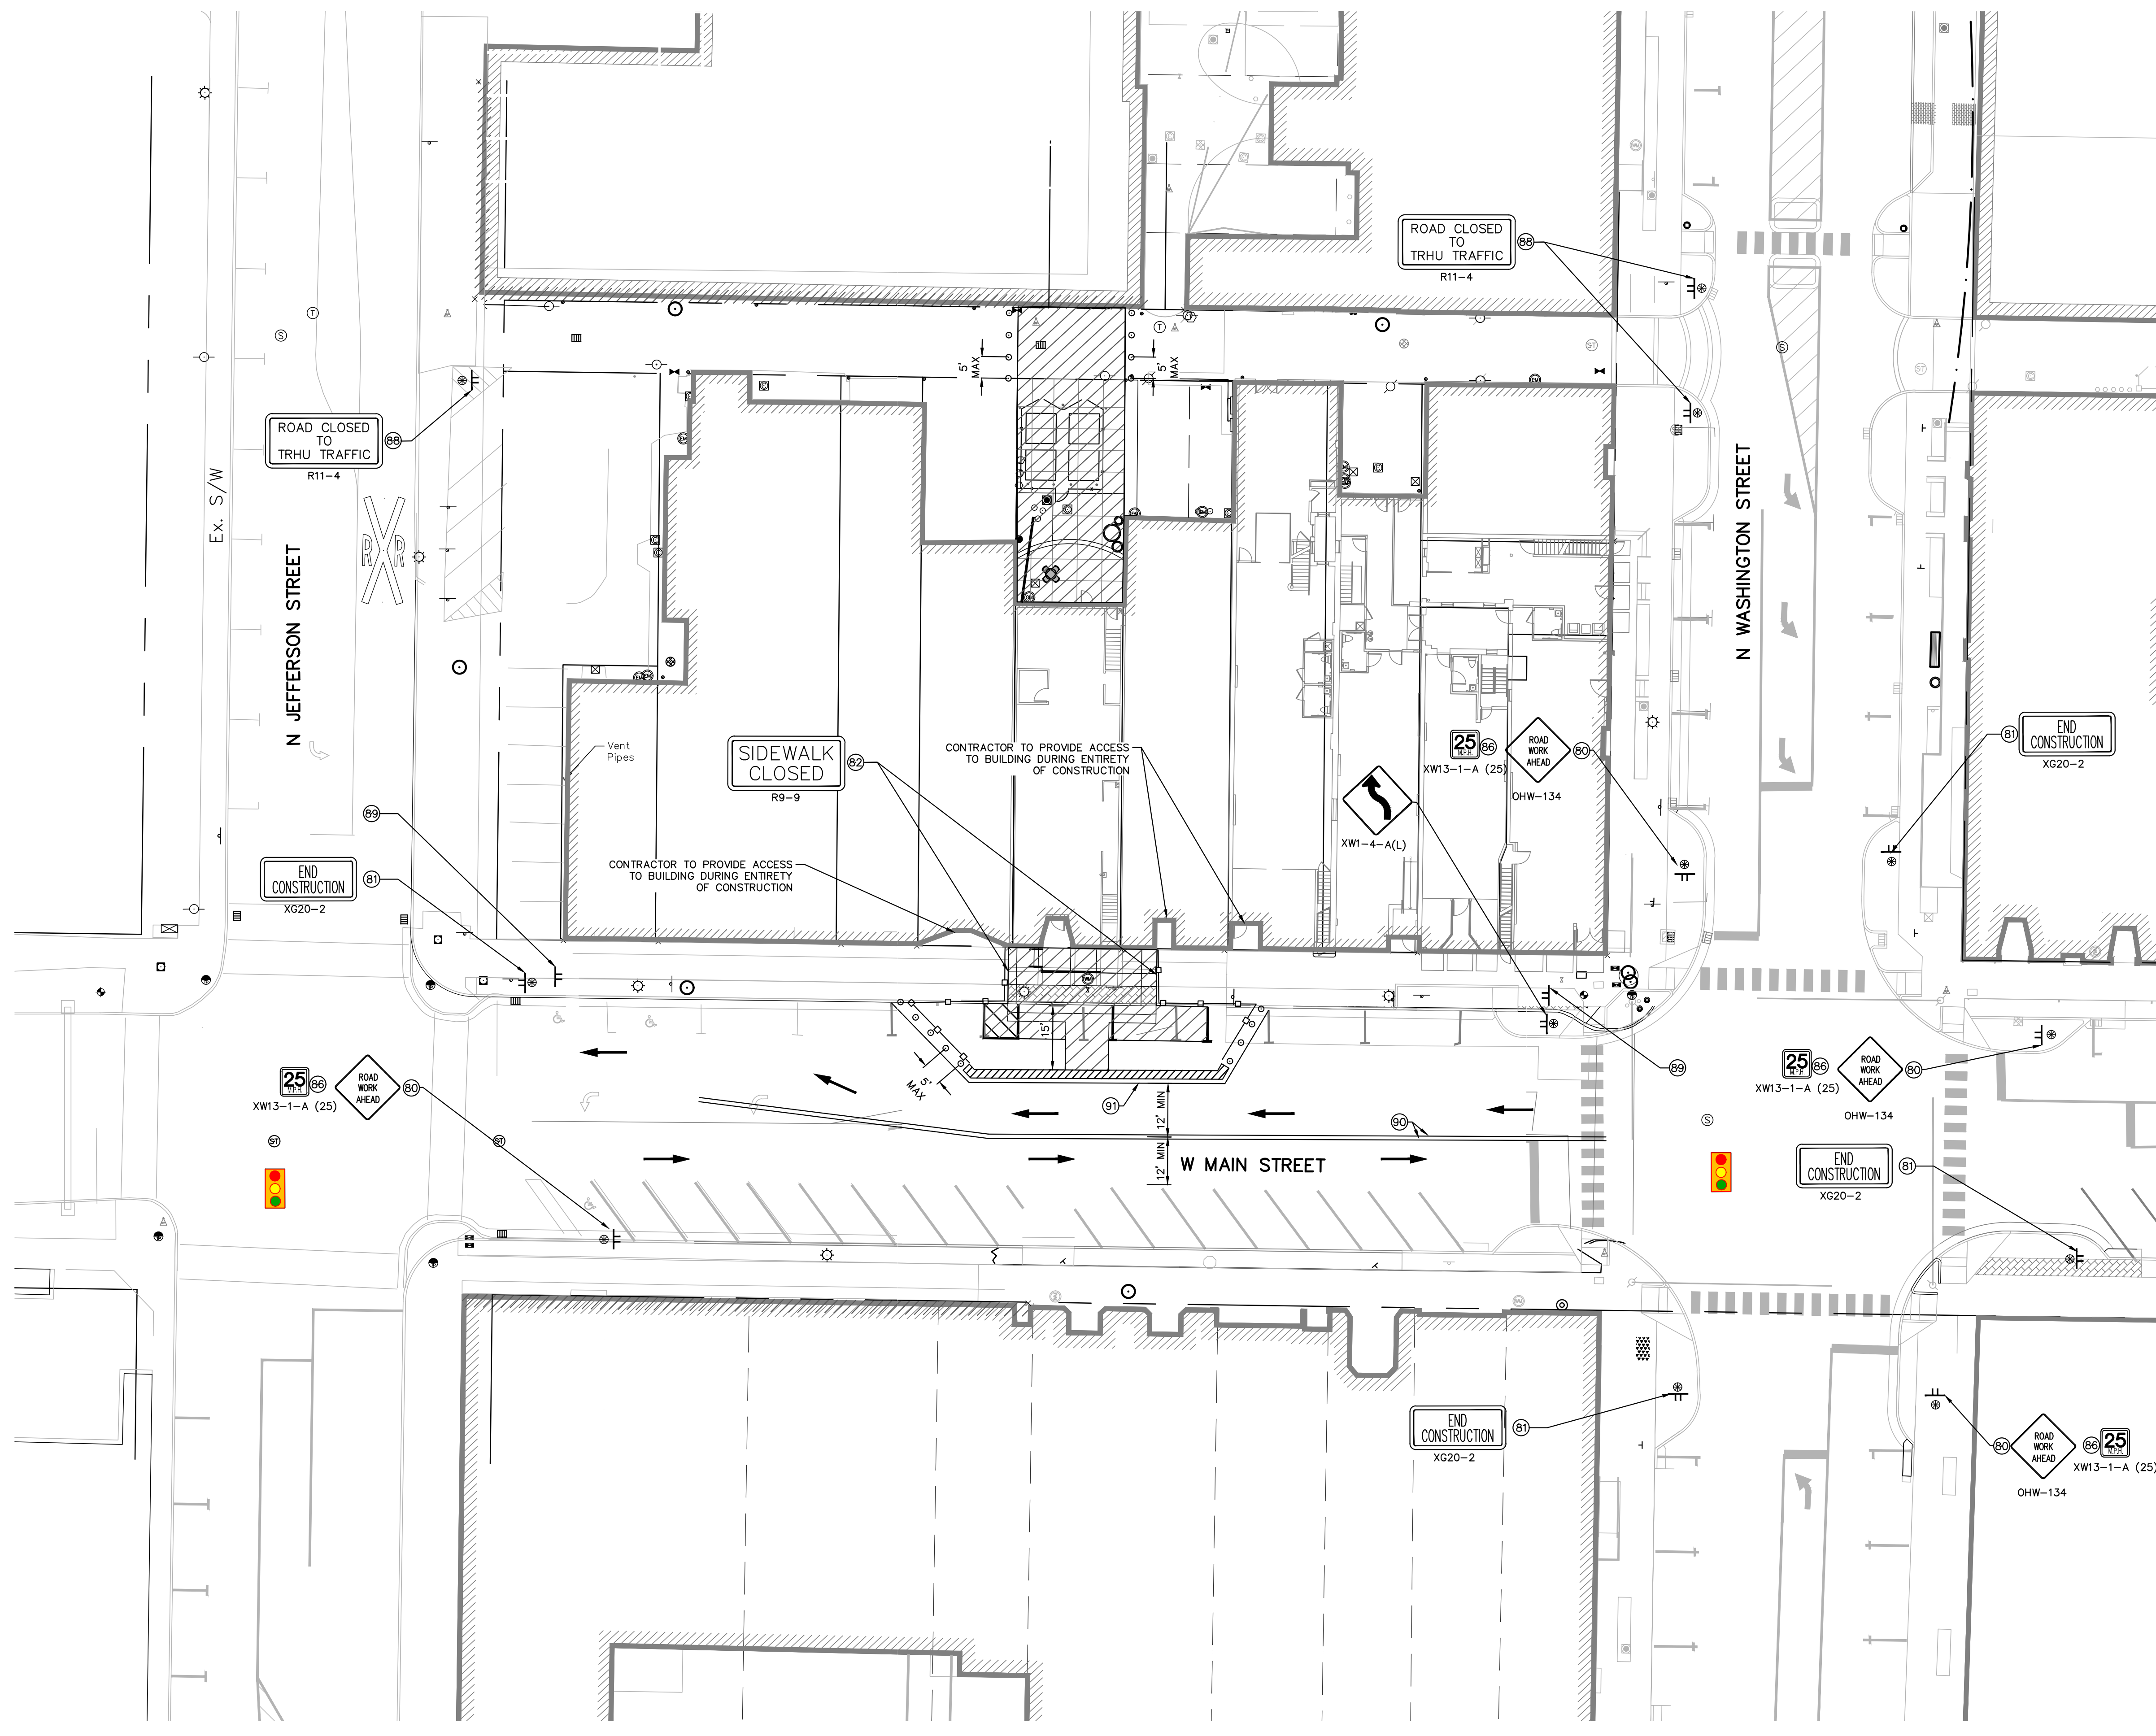 ROAD CLOSED
TO
TRHU TRAFFIC
R11-4
88
T
T
S
ST
S
ST
5'
MAX
5'
MAX
ROAD CLOSED
TO
TRHU TRAFFIC
R11-4
88
Ex. S/W
R R
N JEFFERSON STREET
N WASHINGTON STREET
Vent
Pipes
SIDEWALK
CLOSED
R9-9
82
CONTRACTOR TO PROVIDE ACCESS
TO BUILDING DURING ENTIRETY
OF CONSTRUCTION
25
M.P.H.
86
XW13-1-A (25)
ROAD
WORK
AHEAD
80
OHW-134
XW1-4-A(L)
81
END
CONSTRUCTION
XG20-2
89
END
CONSTRUCTION
81
XG20-2
CONTRACTOR TO PROVIDE ACCESS
TO BUILDING DURING ENTIRETY
OF CONSTRUCTION
15'
5'
MAX
91
12' MIN
12' MIN
90
89
25
M.P.H.
86
XW13-1-A (25)
ROAD
WORK
AHEAD
80
ST
ST
S
W MAIN STREET
25
M.P.H.
86
XW13-1-A (25)
ROAD
WORK
AHEAD
80
OHW-134
END
CONSTRUCTION
81
XG20-2
END
CONSTRUCTION
81
XG20-2
80
ROAD
WORK
AHEAD
86
25
M.P.H.
XW13-1-A (25)
OHW-134